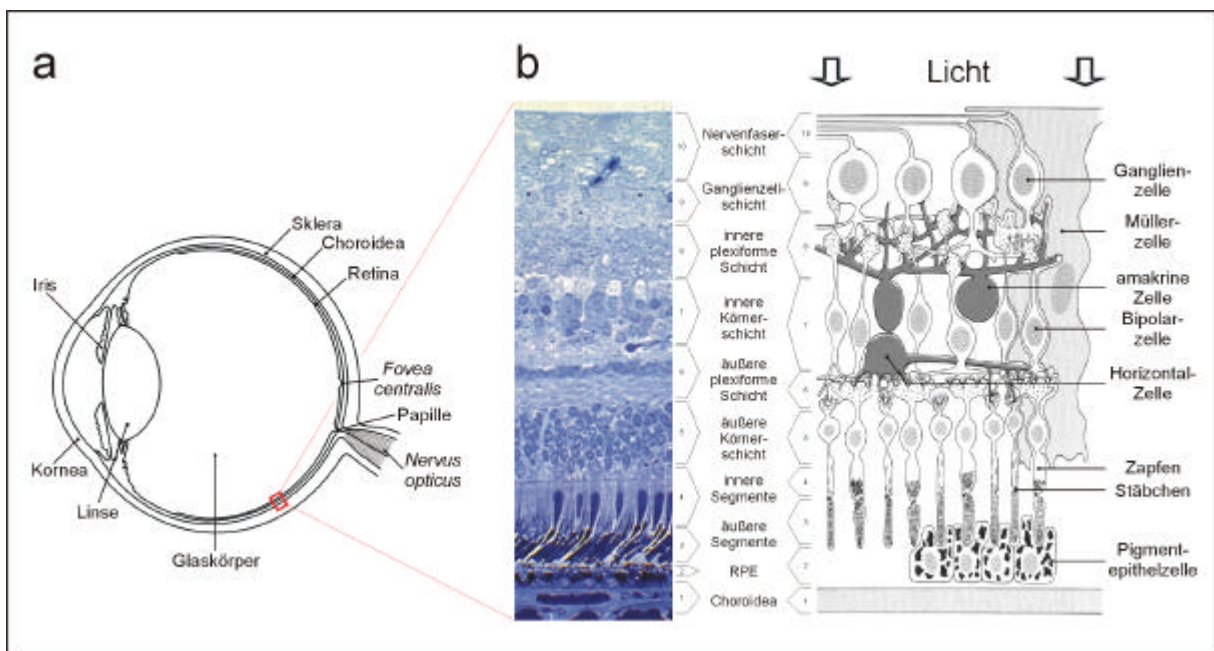 a
Sklera
Choroidea
Retina
Iris
Fovea
centralis
Papille
Nervus
opticus
Kornea
Linse
Glaskörper
b
Licht
Nervenfaser-
schicht
Ganglienzell-
schicht
innere
plexiforme
Schicht
innere
Körner-
schicht
äußere
plexiforme
Schicht
äußere
Körner-
schicht
innere
Segmente
äußere
Segmente
RPE
Choroidea
Ganglien-
zelle
Müller-
zelle
amakrine
Zelle
Bipolar-
zelle
Horizontal-
Zelle
Zapfen
Stäbchen
Pigment-
epithelzelle